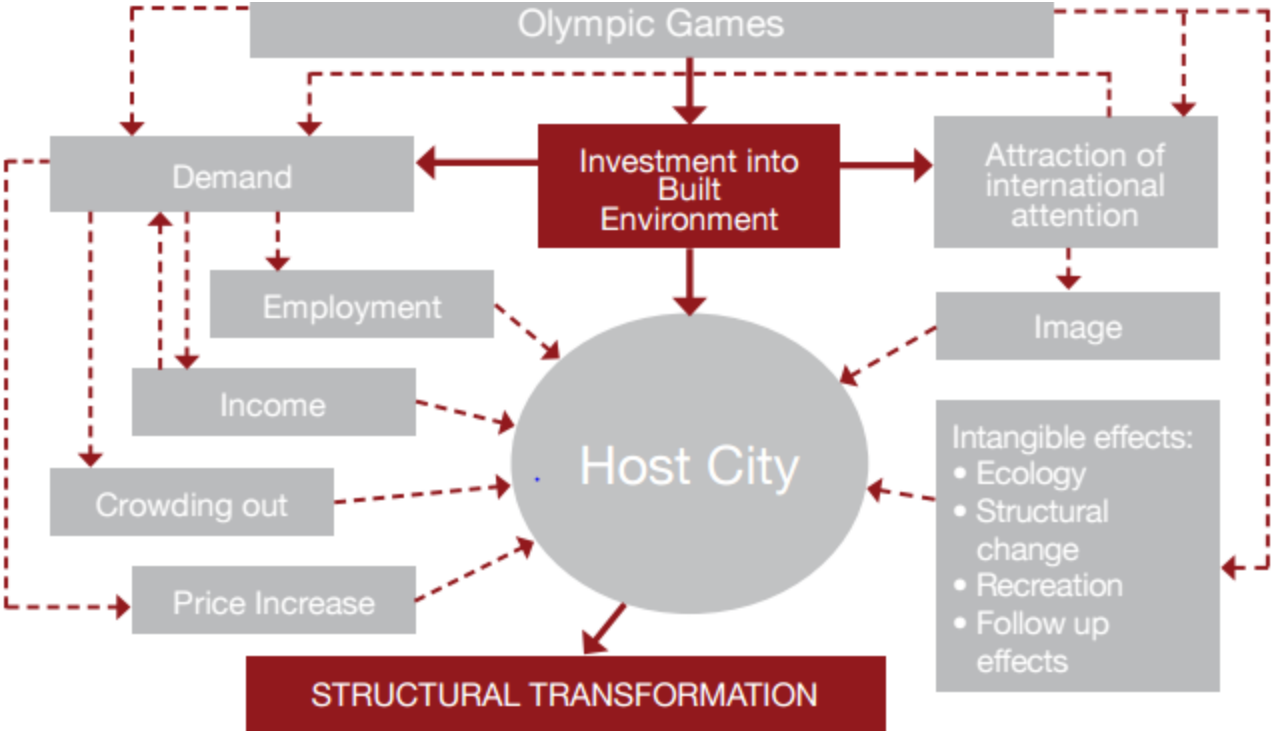 Olympic Games
Investment into
Built
Environment
Attraction of
international
attention
Demand
Employment
Image
Income
Intangible effects:
• Ecology
• Structural
change
• Recreation
• Follow up
effects
Host City
Crowding out
Price Increase
STRUCTURAL TRANSFORMATION